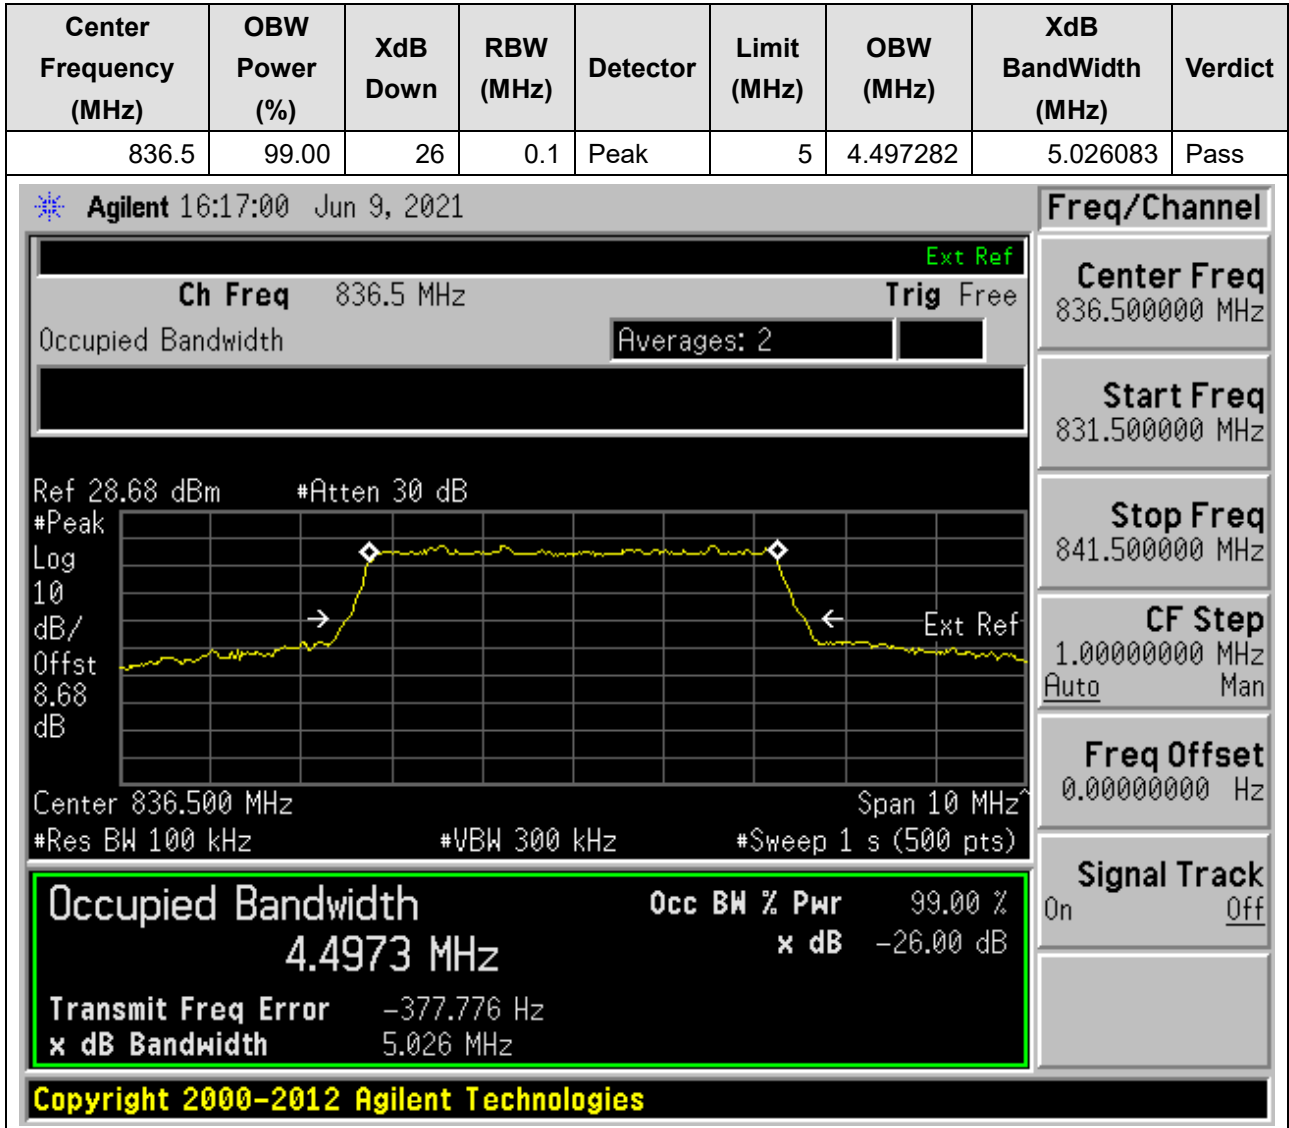 Center Frequency (MHz) OBW Power (%) XdB Down RBW (MHz) Detector Limit (MHz) OBW (MHz) XdB BandWidth (MHz) Verdict
836.5 99.00 26 0.1 Peak 5 4.497282 5.026083 Pass
Agilent 16:17:00 Jun 9, 2021
Freq/Channel
Ext Ref
Ch Freq 836.5 MHz Trig Free
Occupied Bandwidth Averages: 2
Ref 28.68 dBm #Atten 30 dB
#Peak
Log
10
dB/
Offst
8.68
dB
Ext Ref
Center 836.500 MHz Span 10 MHz^
#Res BW 100 kHz #VBW 300 kHz #Sweep 1 s (500 pts)
Occupied Bandwidth Occ BW % Pwr 99.00 %
4.4973 MHz x dB -26.00 dB
Transmit Freq Error -377.776 Hz
x dB Bandwidth 5.026 MHz
Center Freq
836.500000 MHz
Start Freq
831.500000 MHz
Stop Freq
841.500000 MHz
CF Step
1.00000000 MHz
Auto Man
Freq Offset
0.00000000 Hz
Signal Track
On Off
Copyright 2000-2012 Agilent Technologies